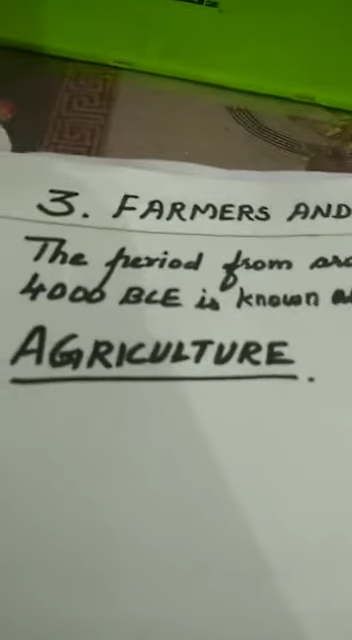 3. FARMERS AND
The period from
4000 BCE is known
AGRICULTURE.